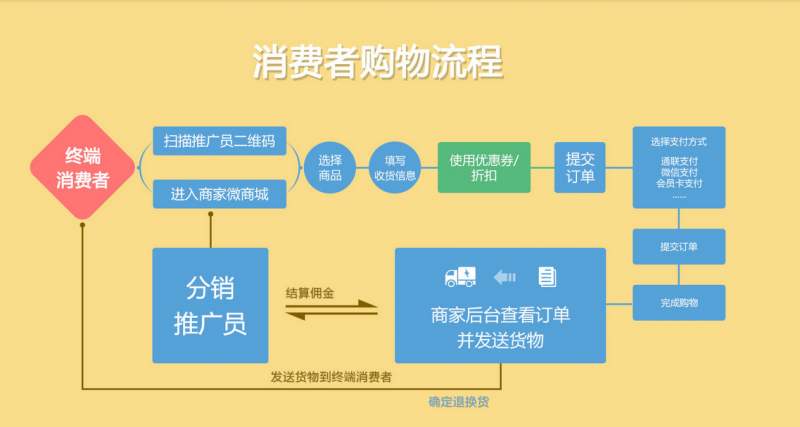 消费者购物流程
终端
消费者
扫描推广员二维码
进入商家微商城
选择
商品
填写
收货信息
使用优惠券/
折扣
提交
订单
选择支付方式
通联支付
微信支付
会员卡支付
......
提交订单
完成购物
分销
推广员
结算佣金
商家后台查看订单
并发送货物
发送货物到终端消费者
确定退换货